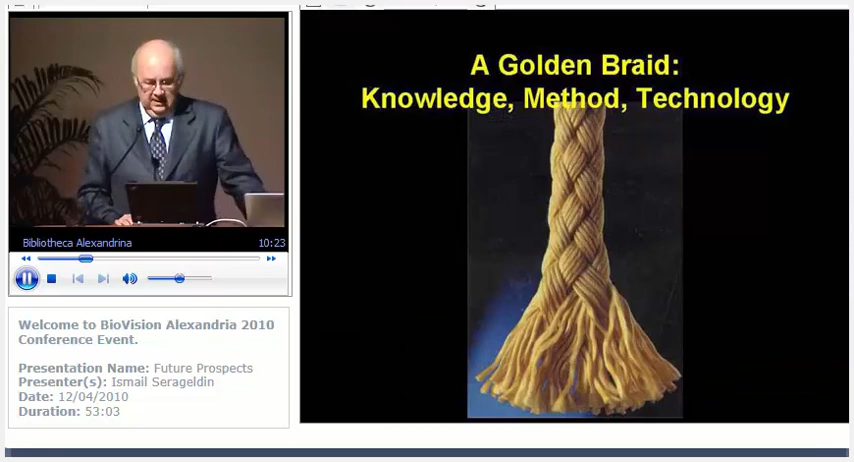 A Golden Braid:
Knowledge, Method, Technology
Bibliotheca Alexandrina
10:23
Welcome to BioVision Alexandria 2010
Conference Event.
Presentation Name: Future Prospects
Presenter(s): Ismail Serageldin
Date: 12/04/2010
Duration: 53:03